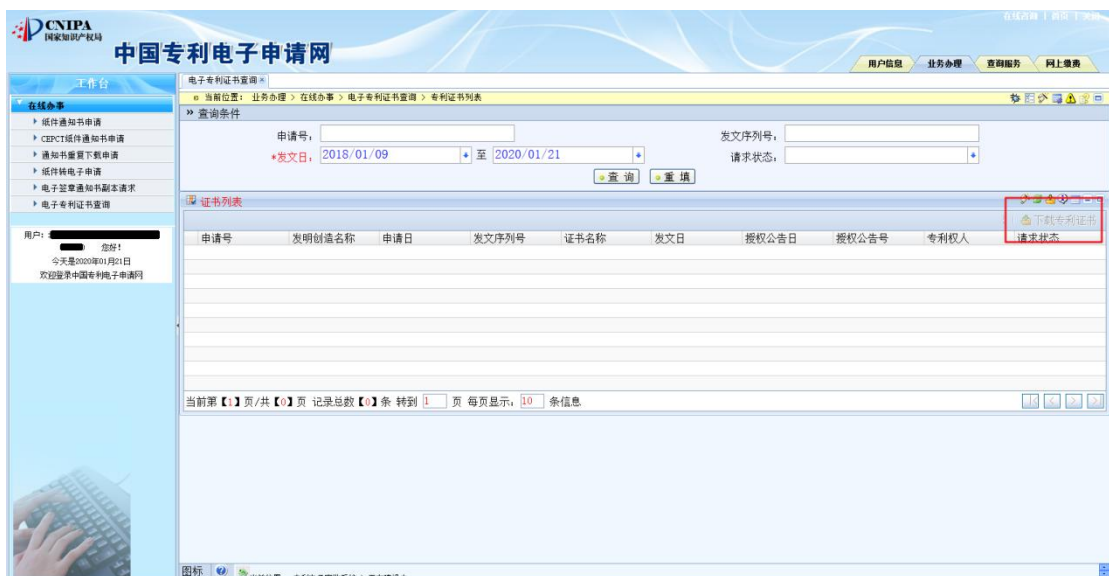 在线咨询 | 首页 |
CNIPA
国家知识产权局
中国专利电子申请网
用户信息 业务办理 查询服务 网上缴费
工作台
电子专利证书查询
在线办事
当前位置： 业务办理 > 在线办事 > 电子专利证书查询 > 专利证书列表
纸件通知书申请
» 查询条件
CEPCT纸件通知书申请
申请号： 发文序列号：
通知书重复下载申请
*发文日： 2018/01/09 至 2020/01/21 请求状态：
纸件转电子申请
查 询 重 填
电子签章通知书副本请求
电子专利证书查询
证书列表
下载专利证书
用户：
您好！
今天是2020年01月21日
欢迎登录中国专利电子申请网
申请号 发明创造名称 申请日 发文序列号 证书名称 发文日 授权公告日 授权公告号 专利权人 请求状态
当前第【1】页/共【0】页 记录总数【0】条 转到 1 页 每页显示： 10 条信息
图标